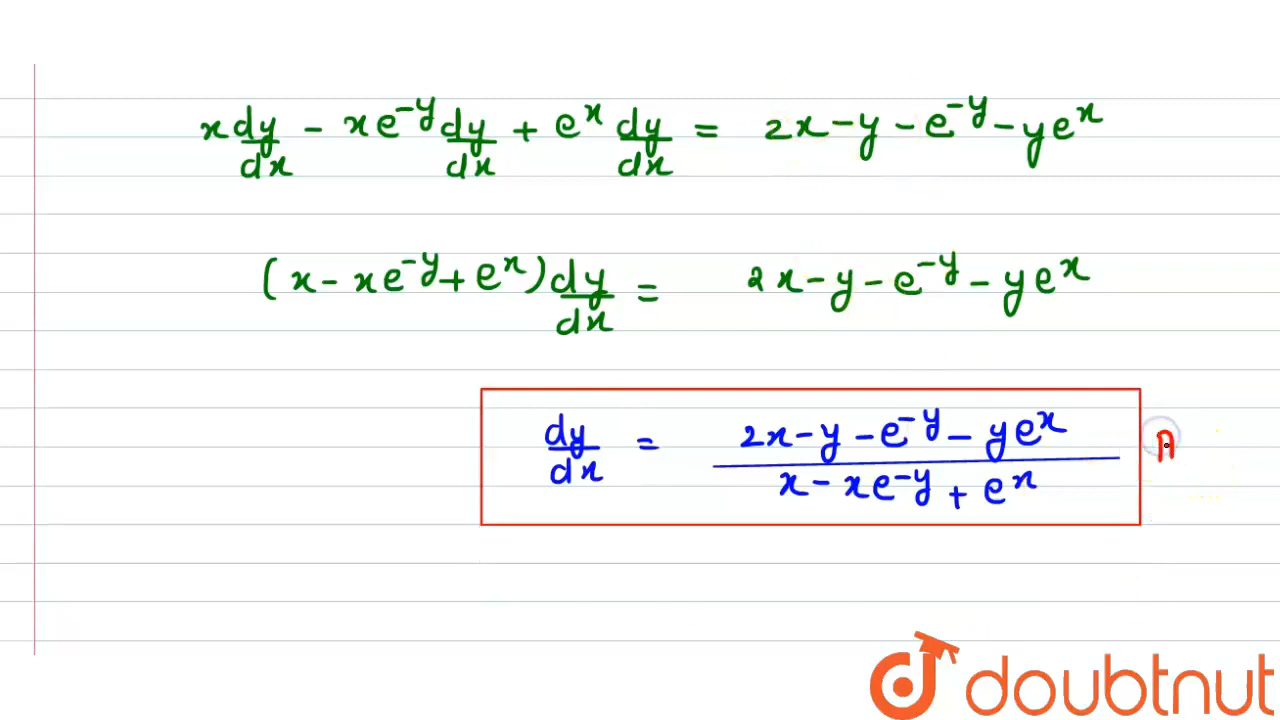 x dy/dx - xe^-y dy/dx + e^x dy/dx = 2x - y - e^-y - ye^x
(x - xe^-y + e^x) dy/dx = 2x - y - e^-y - ye^x
dy/dx = (2x - y - e^-y - ye^x)/(x - xe^-y + e^x)
doubtnut